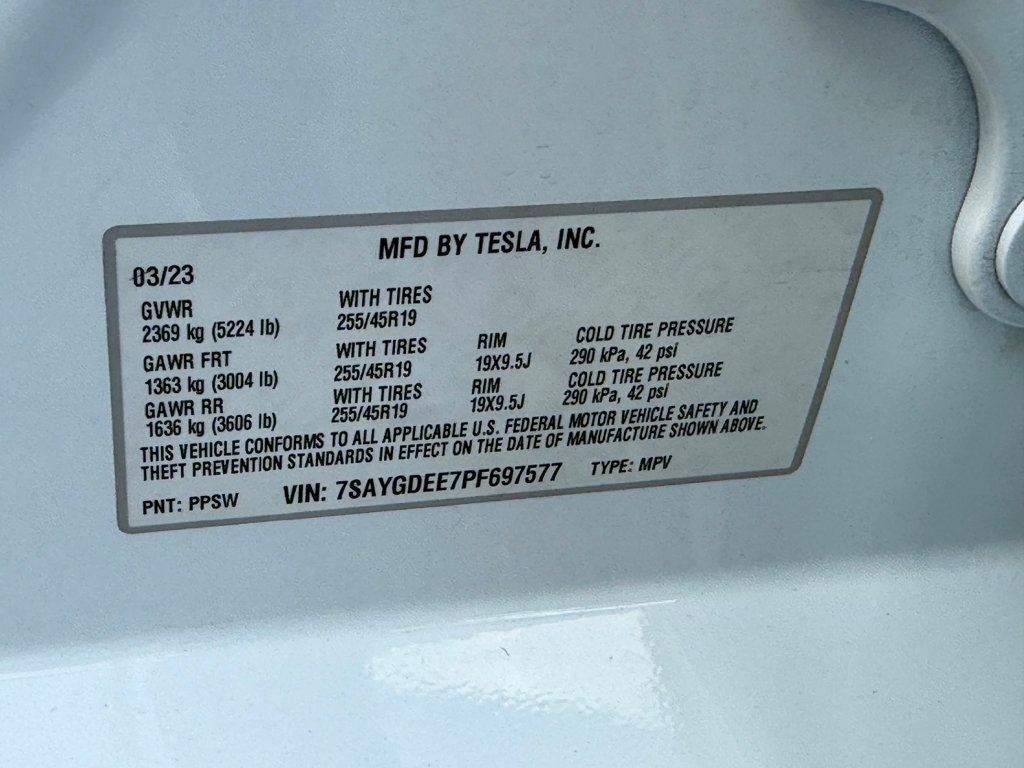 MFD BY TESLA, INC.
03/23
GVWR WITH TIRES
2369 kg (5224 lb) 255/45R19
GAWR FRT WITH TIRES RIM COLD TIRE PRESSURE
1363 kg (3004 lb) 255/45R19 19X9.5J 290 kPa, 42 psi
GAWR RR WITH TIRES RIM COLD TIRE PRESSURE
1636 kg (3606 lb) 255/45R19 19X9.5J 290 kPa, 42 psi
THIS VEHICLE CONFORMS TO ALL APPLICABLE U.S. FEDERAL MOTOR VEHICLE SAFETY AND
THEFT PREVENTION STANDARDS IN EFFECT ON THE DATE OF MANUFACTURE SHOWN ABOVE.
PNT: PPSW VIN: 7SAYGDEE7PF697577 TYPE: MPV